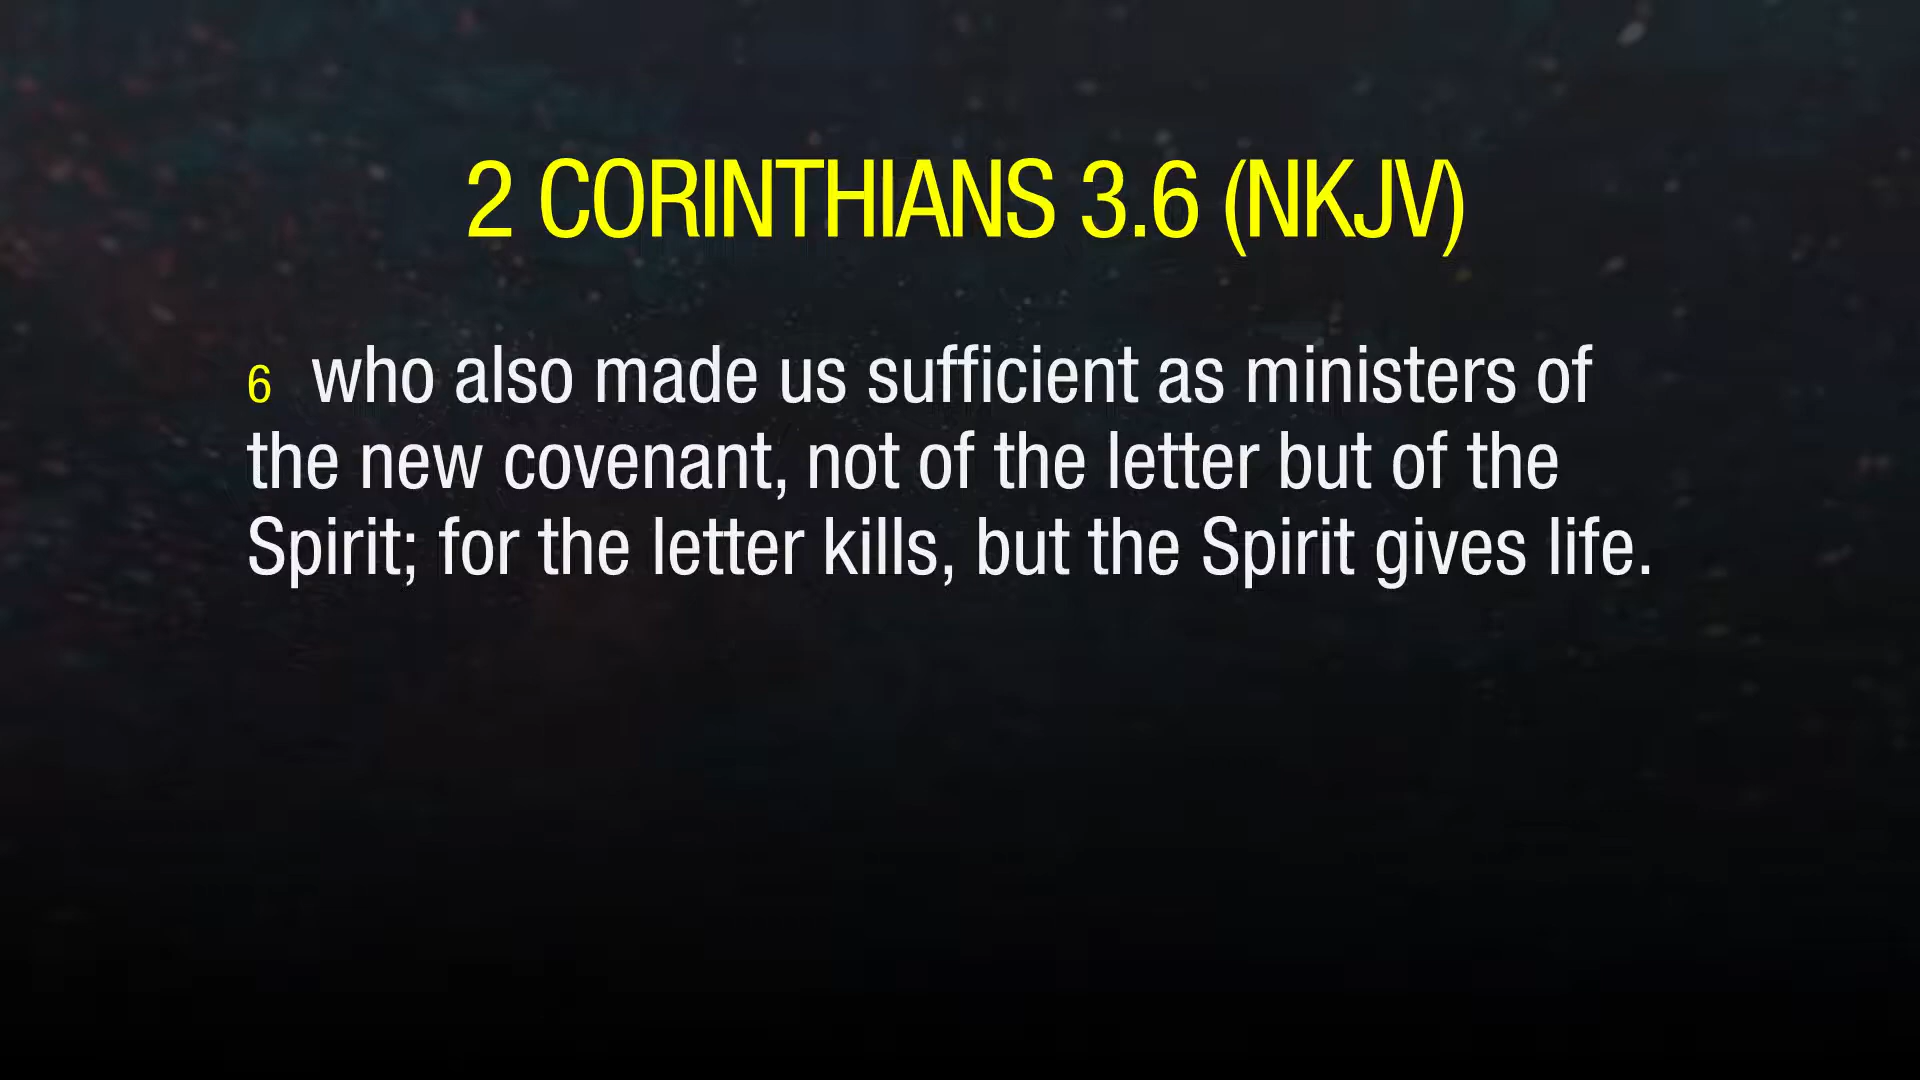 2 CORINTHIANS 3.6 (NKJV)
6 who also made us sufficient as ministers of
the new covenant, not of the letter but of the
Spirit; for the letter kills, but the Spirit gives life.